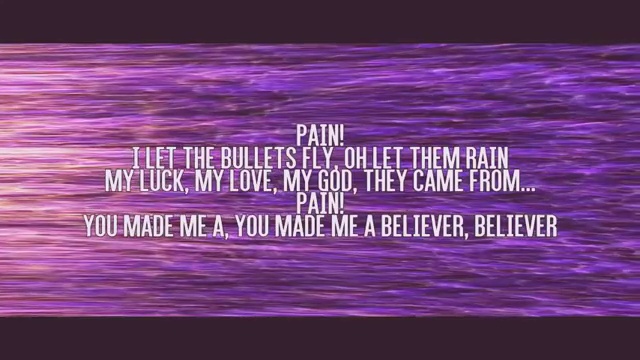 PAIN!
I LET THE BULLETS FLY, OH LET THEM RAIN
MY LUCK, MY LOVE, MY GOD, THEY CAME FROM...
PAIN!
YOU MADE ME A, YOU MADE ME A BELIEVER, BELIEVER